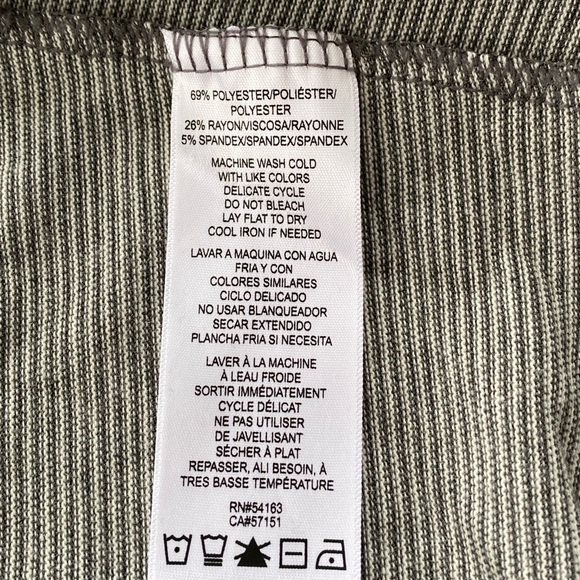 69% POLYESTER/POLIÉSTER/
POLYESTER
26% RAYON/VISCOSA/RAYONNE
5% SPANDEX/SPANDEX/SPANDEX
MACHINE WASH COLD
WITH LIKE COLORS
DELICATE CYCLE
DO NOT BLEACH
LAY FLAT TO DRY
COOL IRON IF NEEDED
LAVAR A MAQUINA CON AGUA
FRIA Y CON
COLORES SIMILARES
CICLO DELICADO
NO USAR BLANQUEADOR
SECAR EXTENDIDO
PLANCHA FRIA SI NECESITA
LAVER À LA MACHINE
À LEAU FROIDE
SORTIR IMMÉDIATEMENT
CYCLE DÉLICAT
NE PAS UTILISER
DE JAVELLISANT
SÉCHER À PLAT
REPASSER, ALI BESOIN, À
TRES BASSE TEMPÉRATURE
RN#54163
CA#57151